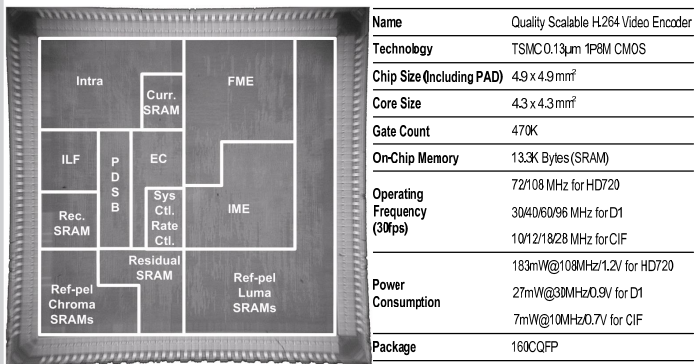 Intra
Curr.
SRAM
FME
ILF
P
D
S
B
EC
Sys
Ctl.
Rate
Ctl.
IME
Rec.
SRAM
Residual
SRAM
Ref-pel
Chroma
SRAMs
Ref-pel
Luma
SRAMs
Name Quality Scalable H.264 Video Encoder
Technology TSMC 0.13µm 1P8M CMOS
Chip Size (Including PAD) 4.9 x 4.9 mm²
Core Size 4.3 x 4.3 mm²
Gate Count 470K
On-Chip Memory 13.3K Bytes (SRAM)
Operating
Frequency
(30fps)
72/108 MHz for HD720
30/40/60/96 MHz for D1
10/12/18/28 MHz for CIF
Power
Consumption
183mW@108MHz/1.2V for HD720
27mW@30MHz/0.9V for D1
7mW@10MHz/0.7V for CIF
Package 160CQFP